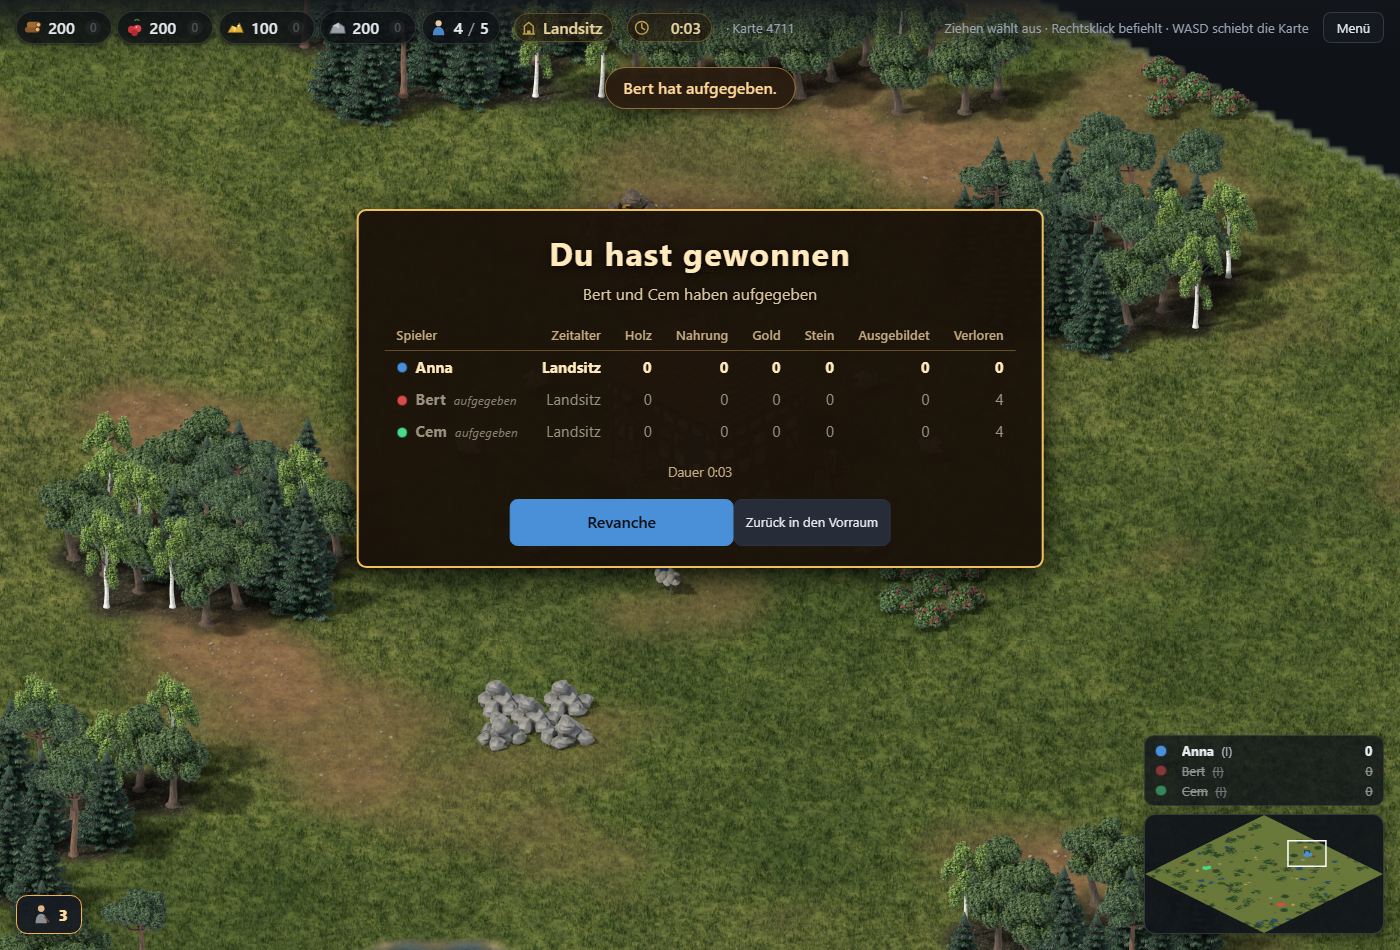 200 0 200 0 100 0 200 0 4 / 5 Landsitz 0:03 · Karte 4711 Ziehen wählt aus · Rechtsklick befiehlt · WASD schiebt die Karte Menü
Bert hat aufgegeben.
Du hast gewonnen
Bert und Cem haben aufgegeben
Spieler Zeitalter Holz Nahrung Gold Stein Ausgebildet Verloren
Anna Landsitz 0 0 0 0 0 0
Bert aufgegeben Landsitz 0 0 0 0 0 4
Cem aufgegeben Landsitz 0 0 0 0 0 4
Dauer 0:03
Revanche Zurück in den Vorraum
Anna (I) 0
Bert (I) 0
Cem (I) 0
3